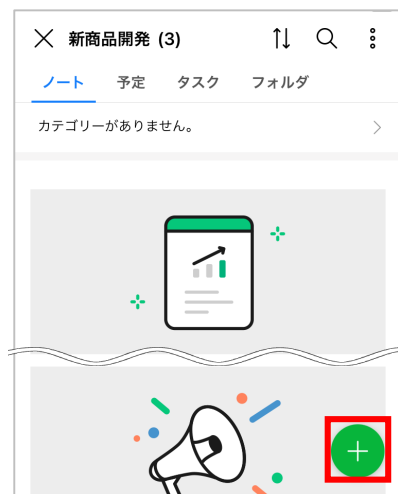 新商品開発 (3)
ノート 予定 タスク フォルダ
カテゴリーがありません。